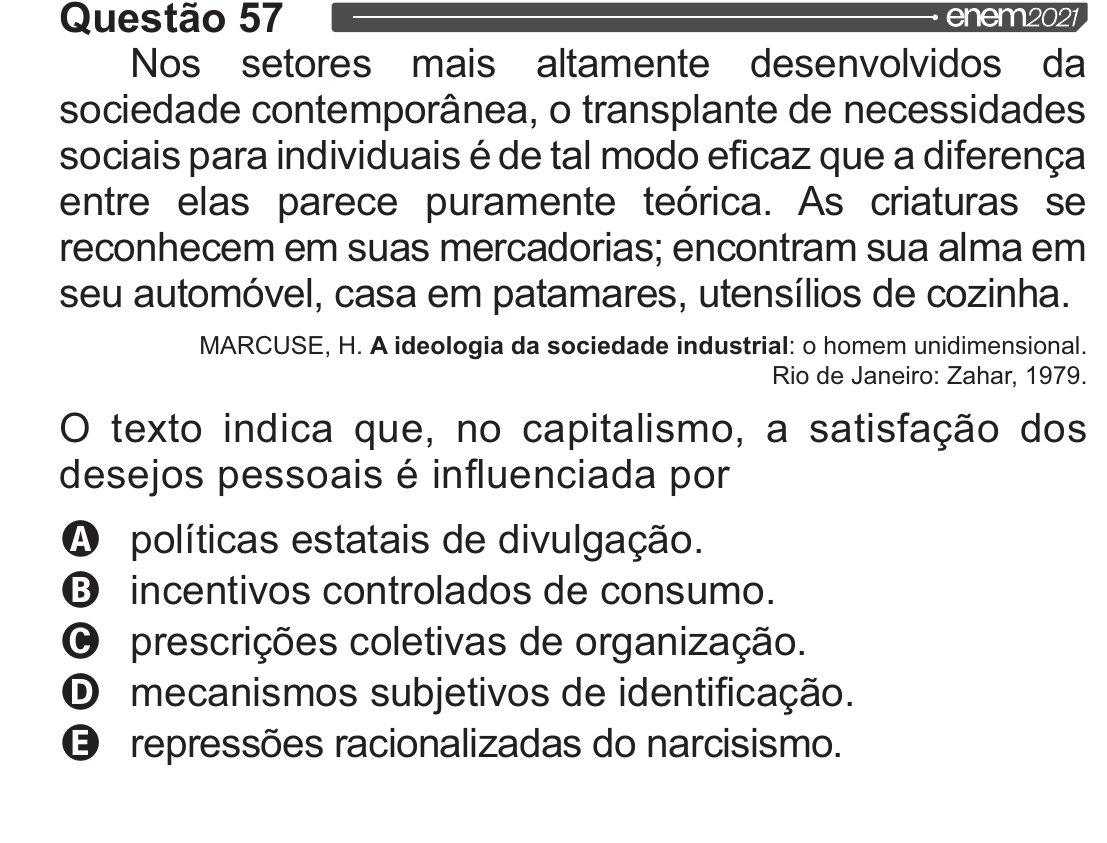 Questão 57
enem2021
Nos setores mais altamente desenvolvidos da
sociedade contemporânea, o transplante de necessidades
sociais para individuais é de tal modo eficaz que a diferença
entre elas parece puramente teórica. As criaturas se
reconhecem em suas mercadorias; encontram sua alma em
seu automóvel, casa em patamares, utensílios de cozinha.
MARCUSE, H. A ideologia da sociedade industrial: o homem unidimensional.
Rio de Janeiro: Zahar, 1979.
O texto indica que, no capitalismo, a satisfação dos
desejos pessoais é influenciada por
A políticas estatais de divulgação.
B incentivos controlados de consumo.
C prescrições coletivas de organização.
D mecanismos subjetivos de identificação.
E repressões racionalizadas do narcisismo.